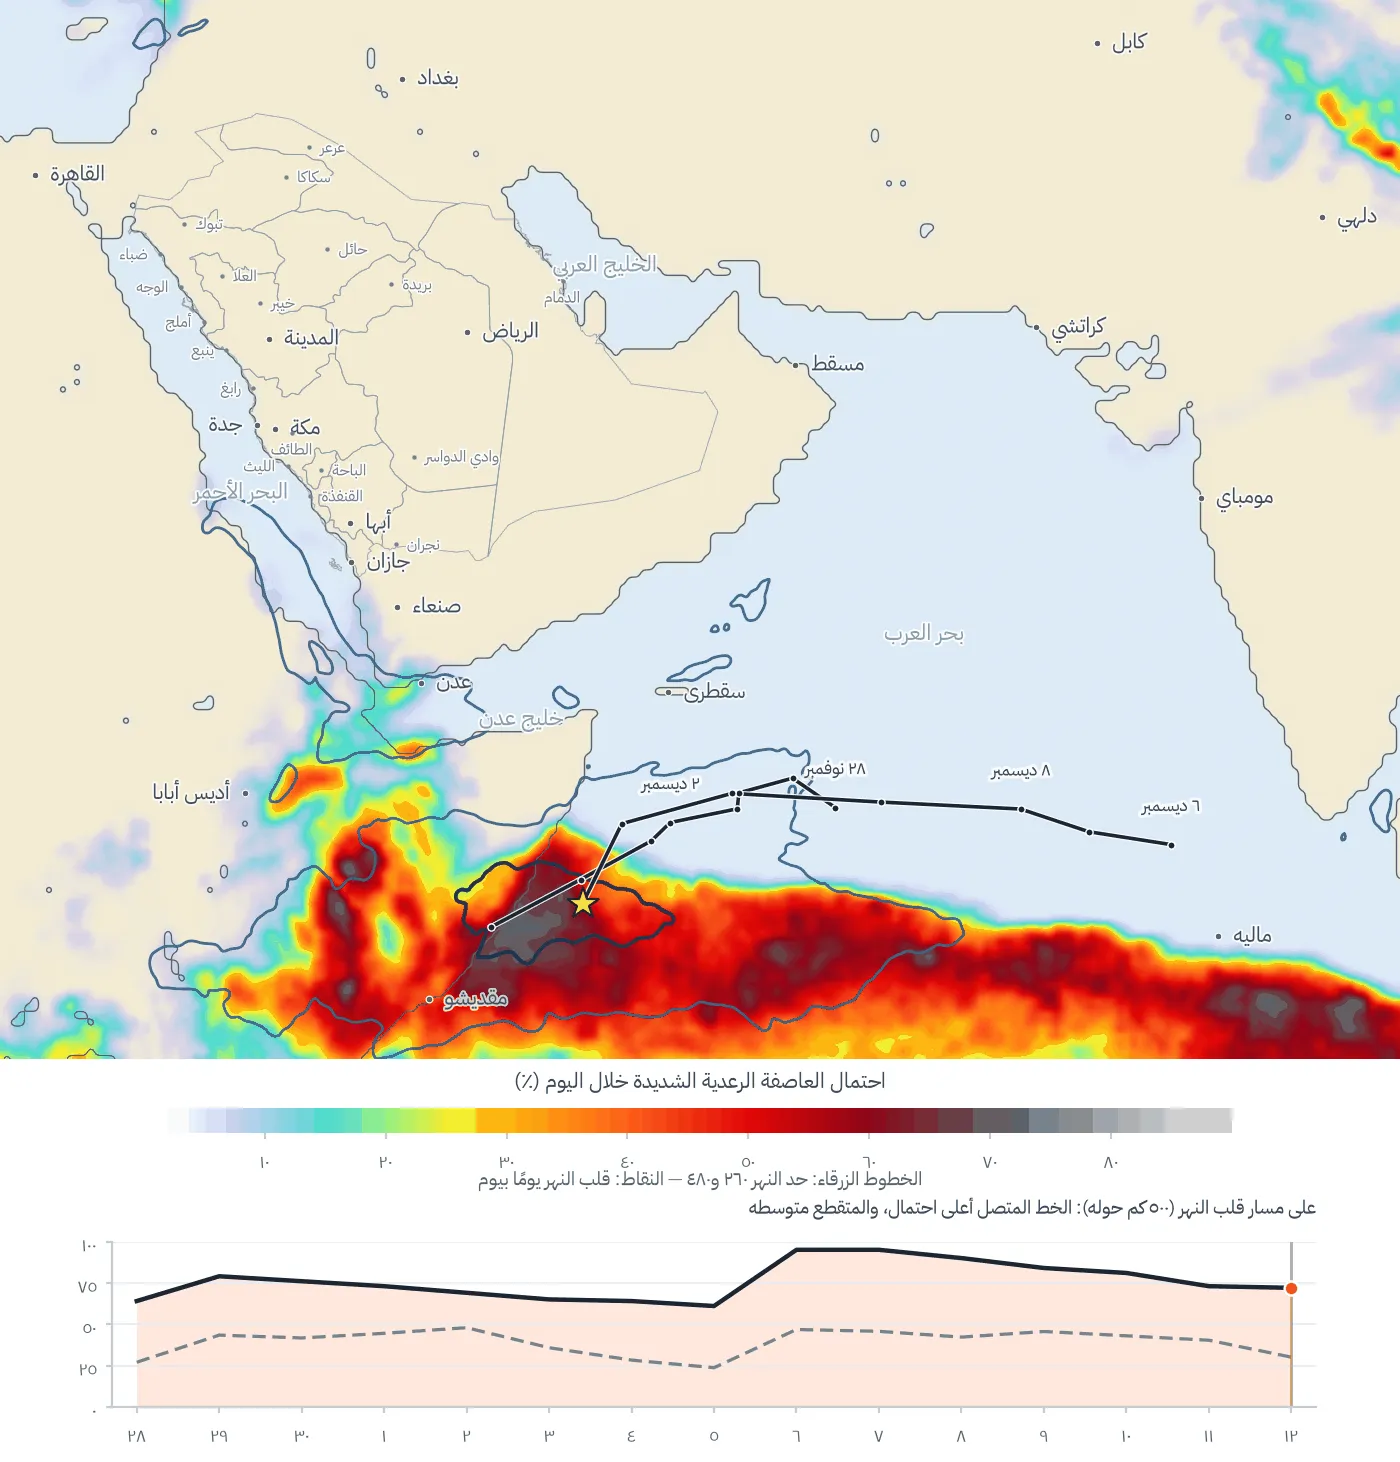 كابل
بغداد
عرعر
القاهرة
سكاكا
دلهي
تبوك
ضباء
حائل
الخليج العربي
العلا
الوجه
بريدة
الدمام
خيبر
أملج
كراتشي
الرياض
المدينة
ينبع
مسقط
رابغ
جدة
مكة
الطائف
وادي الدواسر
الليث
الباحة
البحر الأحمر
القنفذة
مومباي
أبها
نجران
جازان
صنعاء
بحر العرب
عدن
سقطرى
خليج عدن
٢٨ نوفمبر
٨ ديسمبر
٢ ديسمبر
أديس أبابا
٦ ديسمبر
ماليه
مقديشو
احتمال العاصفة الرعدية الشديدة خلال اليوم (٪)
١٠ ٢٠ ٣٠ ٤٠ ٥٠ ٦٠ ٧٠ ٨٠
الخطوط الزرقاء: حد النهر ٢٦٠ و٤٨٠ — النقاط: قلب النهر يومًا بيوم
على مسار قلب النهر (٥٠٠ كم حوله): الخط المتصل أعلى احتمال، والمتقطع متوسطه
١٠٠
٧٥
٥٠
٢٥
٠
٢٨ ٢٩ ٣٠ ١ ٢ ٣ ٤ ٥ ٦ ٧ ٨ ٩ ١٠ ١١ ١٢